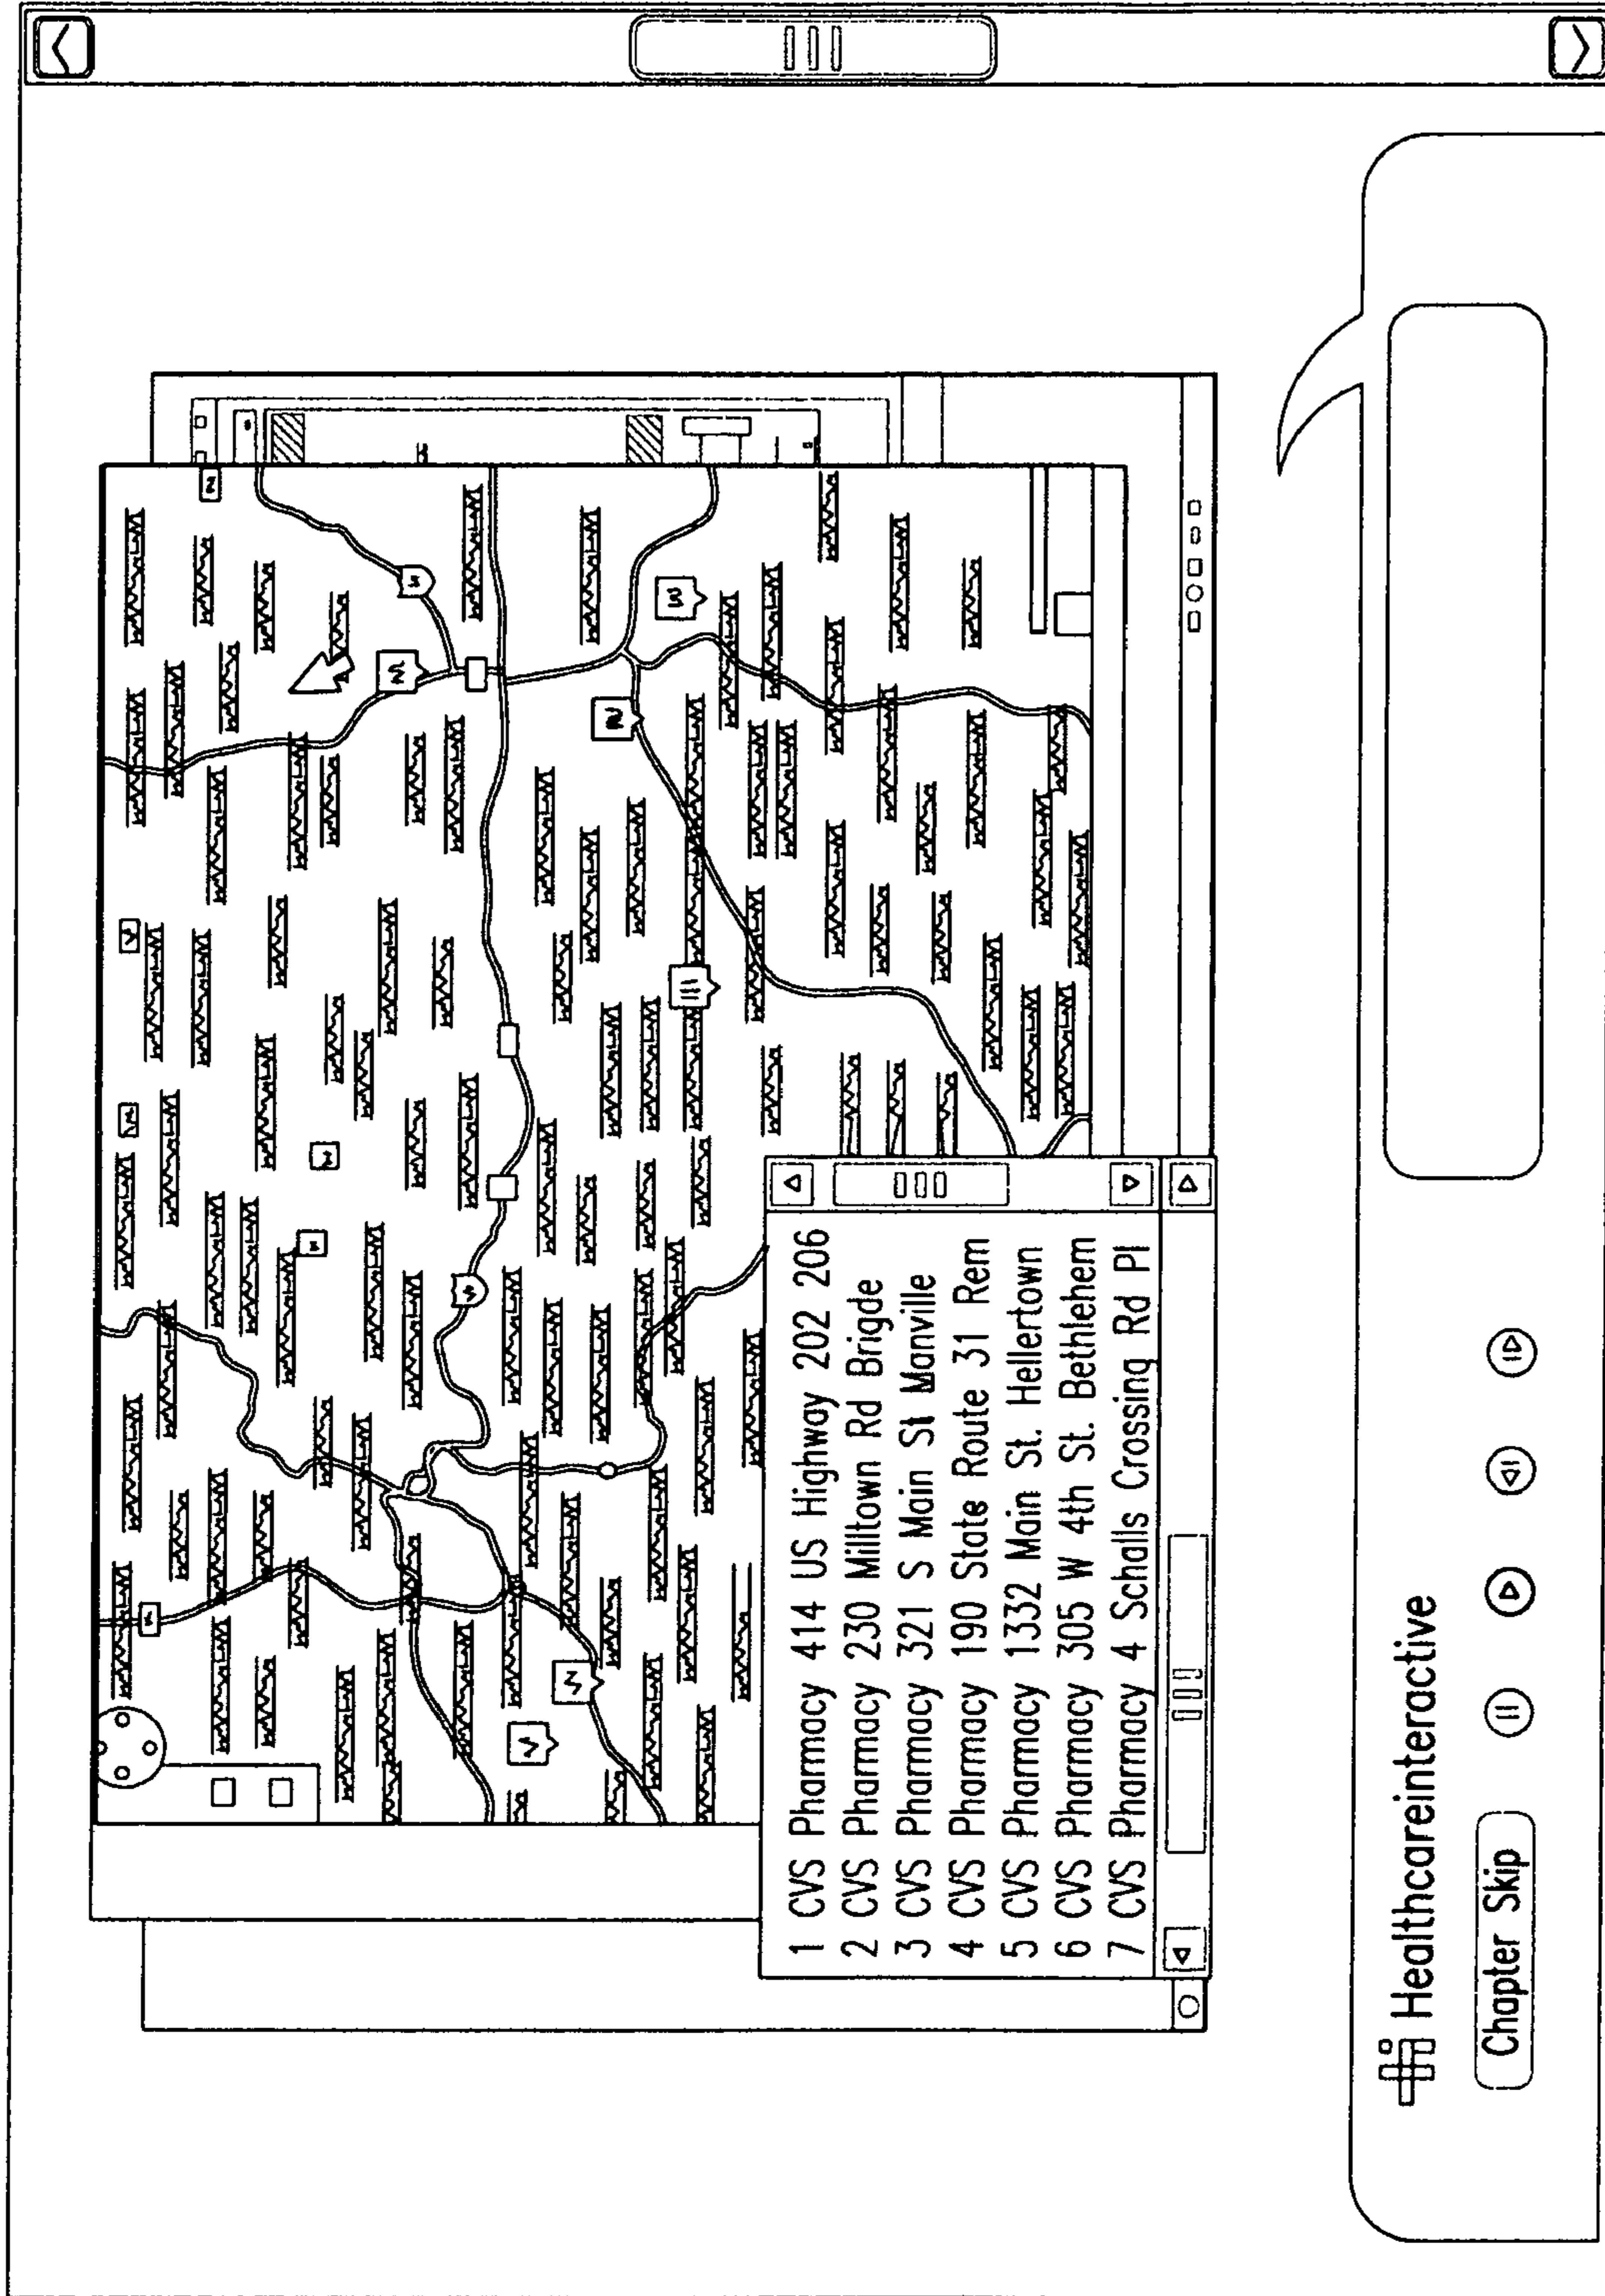 1 CVS Pharmacy 414 US Highway 202 206
2 CVS Pharmacy 230 Milltown Rd Brigde
3 CVS Pharmacy 321 S Main St Manville
4 CVS Pharmacy 190 State Route 31 Rem
5 CVS Pharmacy 1332 Main St. Hellertown
6 CVS Pharmacy 305 W 4th St. Bethlehem
7 CVS Pharmacy 4 Schalls Crossing Rd Pl
Healthcareinteractive
Chapter Skip